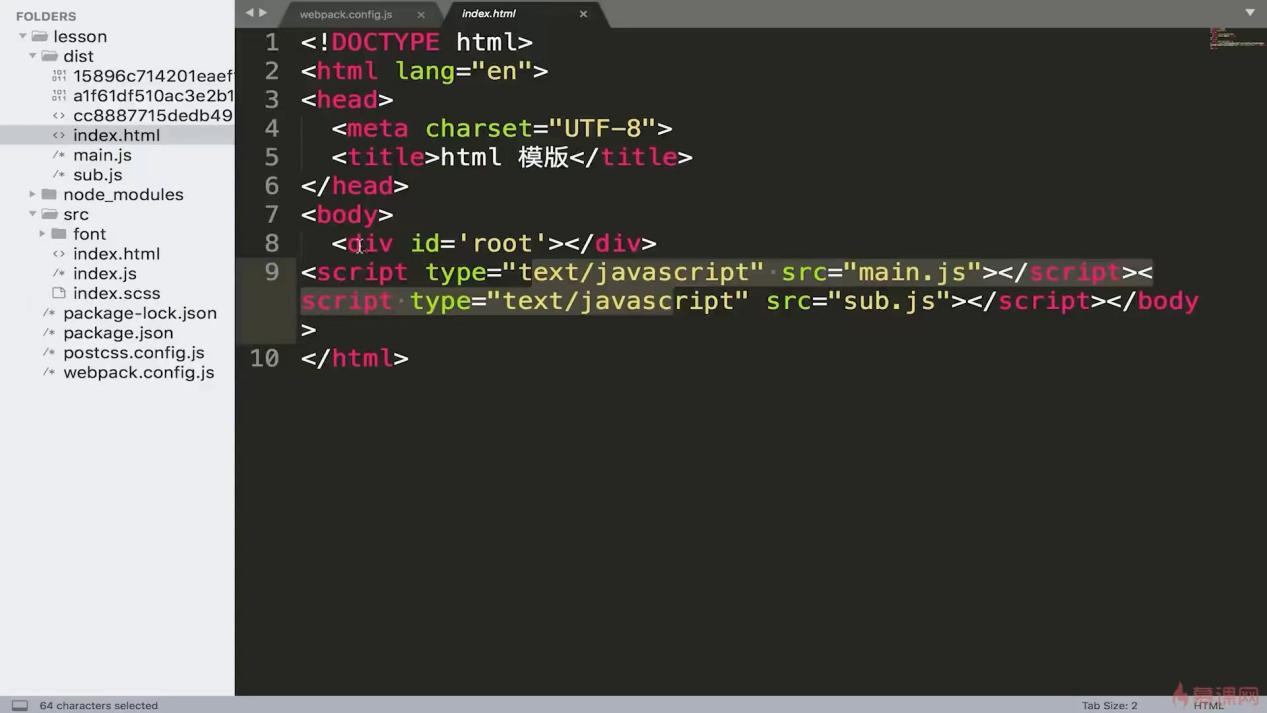 FOLDERS
lesson
dist
15896c714201eaef
a1f61df510ac3e2b1
cc8887715dedb49
index.html
main.js
sub.js
node_modules
src
font
index.html
index.js
index.scss
package-lock.json
package.json
postcss.config.js
webpack.config.js
webpack.config.js
index.html
1 <!DOCTYPE html>
2 <html lang="en">
3 <head>
4 <meta charset="UTF-8">
5 <title>html 模版</title>
6 </head>
7 <body>
8 <div id='root'></div>
9 <script type="text/javascript" src="main.js"></script><
script type="text/javascript" src="sub.js"></script></body
>
10 </html>
64 characters selected
Tab Size: 2
HTML
慕课网